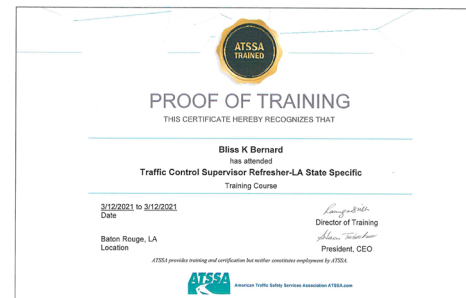 ATSSA
TRAINED
PROOF OF TRAINING
THIS CERTIFICATE HEREBY RECOGNIZES THAT
Bliss K Bernard
has attended
Traffic Control Supervisor Refresher-LA State Specific
Training Course
3/12/2021 to 3/12/2021
Date
Director of Training
Baton Rouge, LA
Location
President, CEO
ATSSA provides training and certification but neither constitutes employment by ATSSA.
ATSSA
American Traffic Safety Services Association ATSSA.com